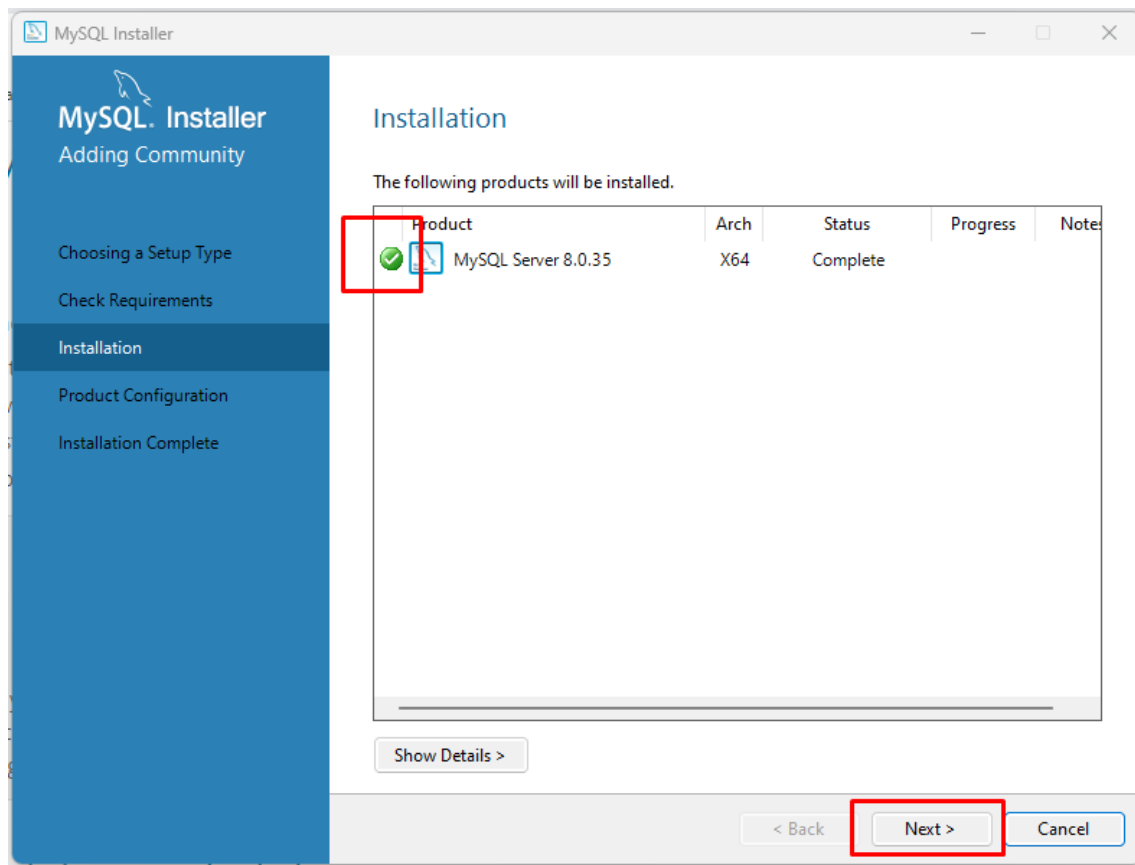 MySQL Installer
MySQL. Installer
Adding Community
Choosing a Setup Type
Check Requirements
Installation
Product Configuration
Installation Complete
Installation
The following products will be installed.
Product Arch Status Progress Notes
MySQL Server 8.0.35 X64 Complete
Show Details >
< Back Next > Cancel